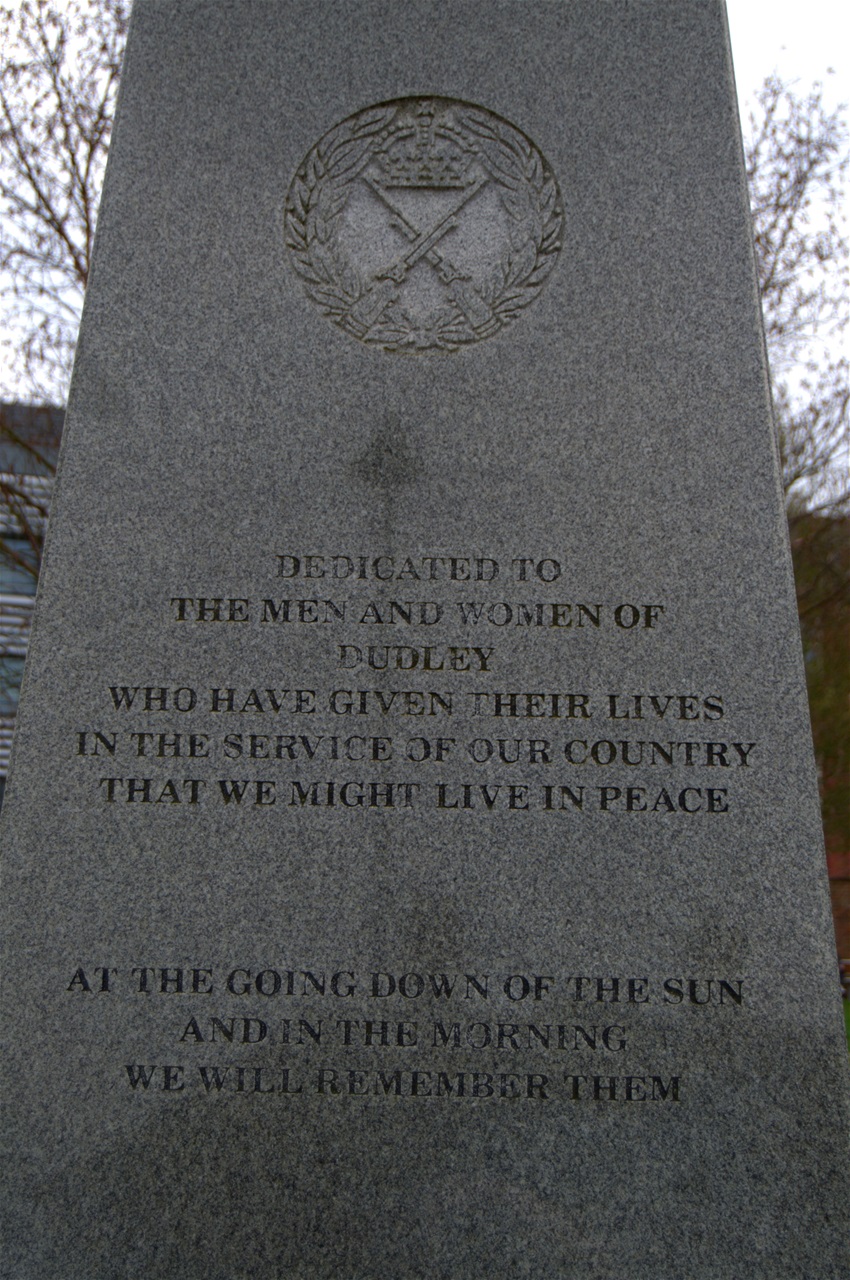 DEDICATED TO
THE MEN AND WOMEN OF
DUDLEY
WHO HAVE GIVEN THEIR LIVES
IN THE SERVICE OF OUR COUNTRY
THAT WE MIGHT LIVE IN PEACE
AT THE GOING DOWN OF THE SUN
AND IN THE MORNING
WE WILL REMEMBER THEM